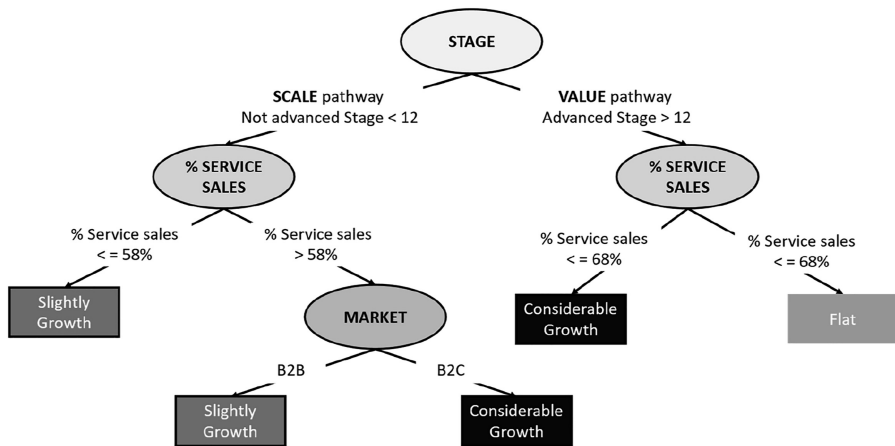 STAGE
SCALE pathway
Not advanced Stage < 12
VALUE pathway
Advanced Stage > 12
% SERVICE
SALES
% SERVICE
SALES
% Service sales
< = 58%
% Service sales
> 58%
% Service sales
<= 68%
% Service sales
<= 68%
Slightly
Growth
MARKET
Considerable
Growth
Flat
B2B
B2C
Slightly
Growth
Considerable
Growth